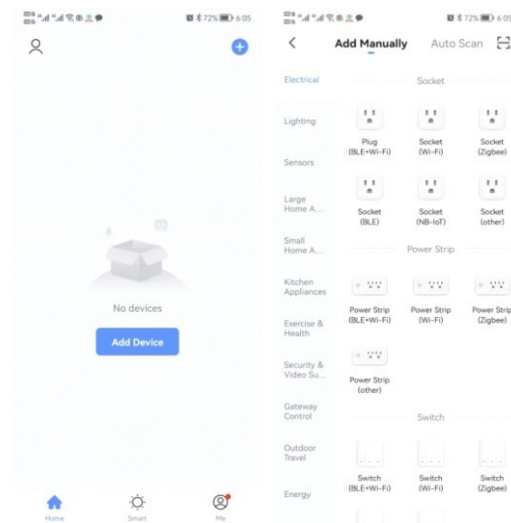 72% 6:05
No devices
Add Device
Home
Smart
Me
72% 6:05
Add Manually
Auto Scan
Electrical
Lighting
Sensors
Large
Home A...
Small
Home A...
Kitchen
Appliances
Exercise &
Health
Security &
Video Su...
Gateway
Control
Outdoor
Travel
Energy
Socket
Plug
(BLE+Wi-Fi)
Socket
(Wi-Fi)
Socket
(Zigbee)
Socket
(BLE)
Socket
(NB-IoT)
Socket
(other)
Power Strip
Power Strip
(BLE+Wi-Fi)
Power Strip
(Wi-Fi)
Power Strip
(Zigbee)
Power Strip
(other)
Switch
Switch
(BLE+Wi-Fi)
Switch
(Wi-Fi)
Switch
(Zigbee)